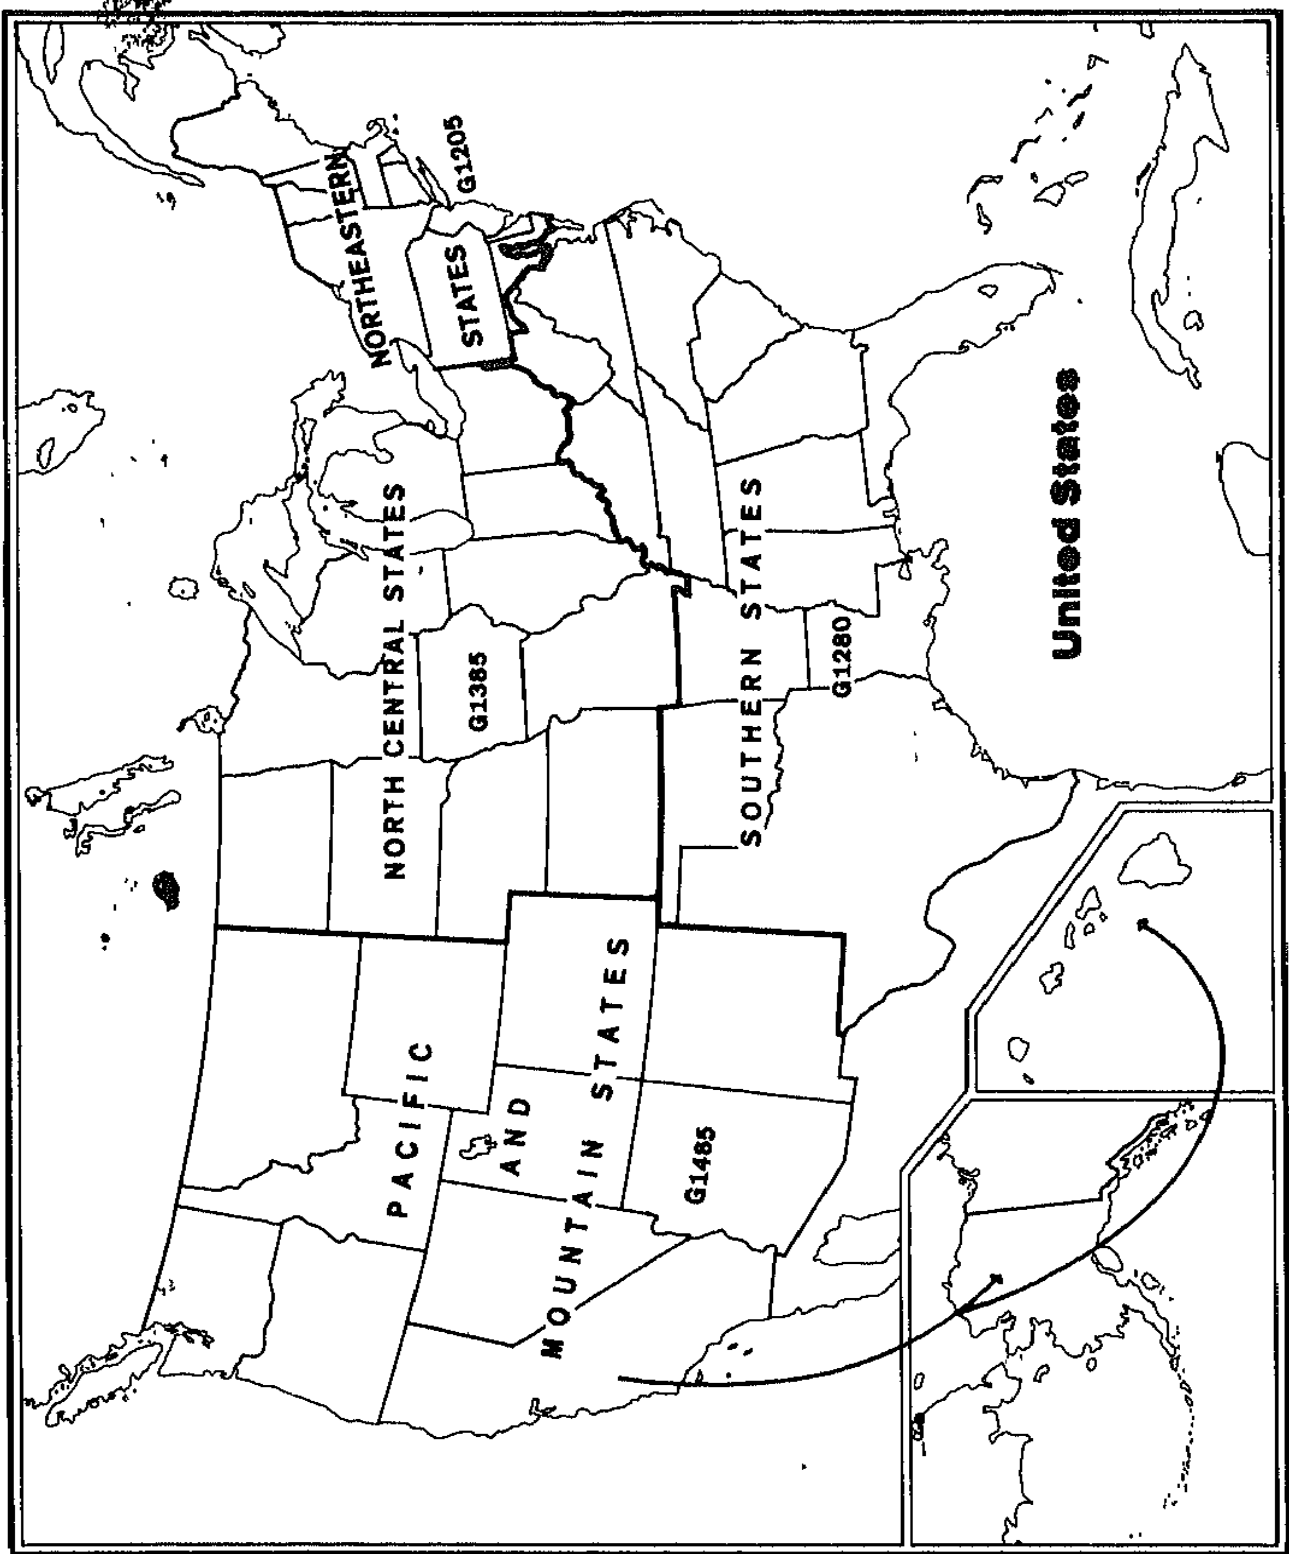 NORTHEASTERN
STATES
G1205
NORTH CENTRAL STATES
G1385
PACIFIC
AND
MOUNTAIN STATES
G1485
SOUTHERN STATES
G1280
United States